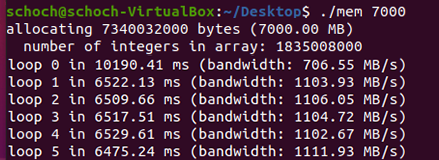 schoch@schoch-VirtualBox:~/Desktop$ ./mem 7000
allocating 7340032000 bytes (7000.00 MB)
number of integers in array: 1835008000
loop 0 in 10190.41 ms (bandwidth: 706.55 MB/s)
loop 1 in 6522.13 ms (bandwidth: 1103.93 MB/s)
loop 2 in 6509.66 ms (bandwidth: 1106.05 MB/s)
loop 3 in 6517.51 ms (bandwidth: 1104.72 MB/s)
loop 4 in 6529.61 ms (bandwidth: 1102.67 MB/s)
loop 5 in 6475.24 ms (bandwidth: 1111.93 MB/s)